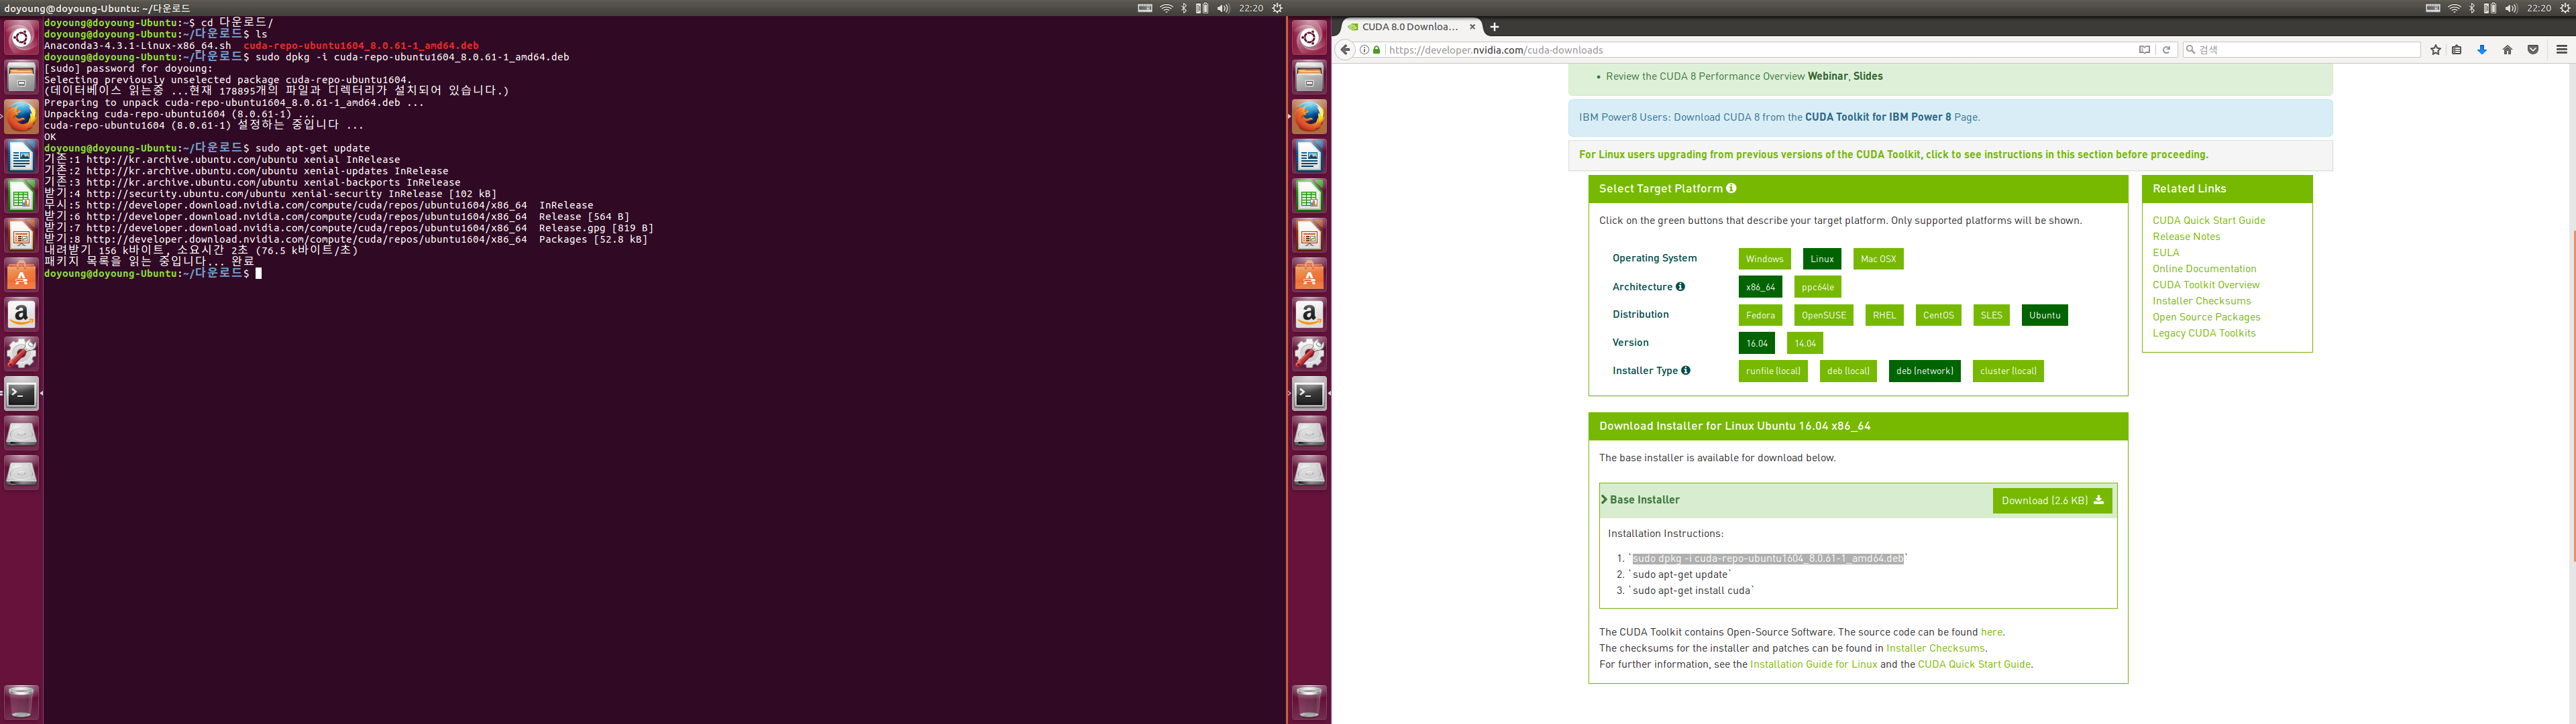 doyoung@doyoung-Ubuntu: ~/다운로드
22:20
doyoung@doyoung-Ubuntu:~$ cd 다운로드/
doyoung@doyoung-Ubuntu:~/다운로드$ ls
Anaconda3-4.3.1-Linux-x86_64.sh  cuda-repo-ubuntu1604_8.0.61-1_amd64.deb
doyoung@doyoung-Ubuntu:~/다운로드$ sudo dpkg -i cuda-repo-ubuntu1604_8.0.61-1_amd64.deb
[sudo] password for doyoung:
Selecting previously unselected package cuda-repo-ubuntu1604.
(데이터베이스 읽는중 ...현재 178895개의 파일과 디렉터리가 설치되어 있습니다.)
Preparing to unpack cuda-repo-ubuntu1604_8.0.61-1_amd64.deb ...
Unpacking cuda-repo-ubuntu1604 (8.0.61-1) ...
cuda-repo-ubuntu1604 (8.0.61-1) 설정하는 중입니다 ...
OK
doyoung@doyoung-Ubuntu:~/다운로드$ sudo apt-get update
기존:1 http://kr.archive.ubuntu.com/ubuntu xenial InRelease
기존:2 http://kr.archive.ubuntu.com/ubuntu xenial-updates InRelease
기존:3 http://kr.archive.ubuntu.com/ubuntu xenial-backports InRelease
받기:4 http://security.ubuntu.com/ubuntu xenial-security InRelease [102 kB]
무시:5 http://developer.download.nvidia.com/compute/cuda/repos/ubuntu1604/x86_64  InRelease
받기:6 http://developer.download.nvidia.com/compute/cuda/repos/ubuntu1604/x86_64  Release [564 B]
받기:7 http://developer.download.nvidia.com/compute/cuda/repos/ubuntu1604/x86_64  Release.gpg [819 B]
받기:8 http://developer.download.nvidia.com/compute/cuda/repos/ubuntu1604/x86_64  Packages [52.8 kB]
내려받기 156 k바이트, 소요시간 2초 (76.5 k바이트/초)
패키지 목록을 읽는 중입니다... 완료
doyoung@doyoung-Ubuntu:~/다운로드$
22:20
CUDA 8.0 Downlo...
https://developer.nvidia.com/cuda-downloads
검색
• Review the CUDA 8 Performance Overview Webinar, Slides
IBM Power8 Users: Download CUDA 8 from the CUDA Toolkit for IBM Power 8 Page.
For Linux users upgrading from previous versions of the CUDA Toolkit, click to see instructions in this section before proceeding.
Select Target Platform
Click on the green buttons that describe your target platform. Only supported platforms will be shown.
Operating System Windows Linux Mac OSX
Architecture x86_64 ppc64le
Distribution Fedora OpenSUSE RHEL CentOS SLES Ubuntu
Version 16.04 14.04
Installer Type runfile (local) deb (local) deb (network) cluster (local)
Related Links
CUDA Quick Start Guide
Release Notes
EULA
Online Documentation
CUDA Toolkit Overview
Installer Checksums
Open Source Packages
Legacy CUDA Toolkits
Download Installer for Linux Ubuntu 16.04 x86_64
The base installer is available for download below.
Base Installer Download (2.6 KB)
Installation Instructions:
1. `sudo dpkg -i cuda-repo-ubuntu1604_8.0.61-1_amd64.deb`
2. `sudo apt-get update`
3. `sudo apt-get install cuda`
The CUDA Toolkit contains Open-Source Software. The source code can be found here.
The checksums for the installer and patches can be found in Installer Checksums.
For further information, see the Installation Guide for Linux and the CUDA Quick Start Guide.